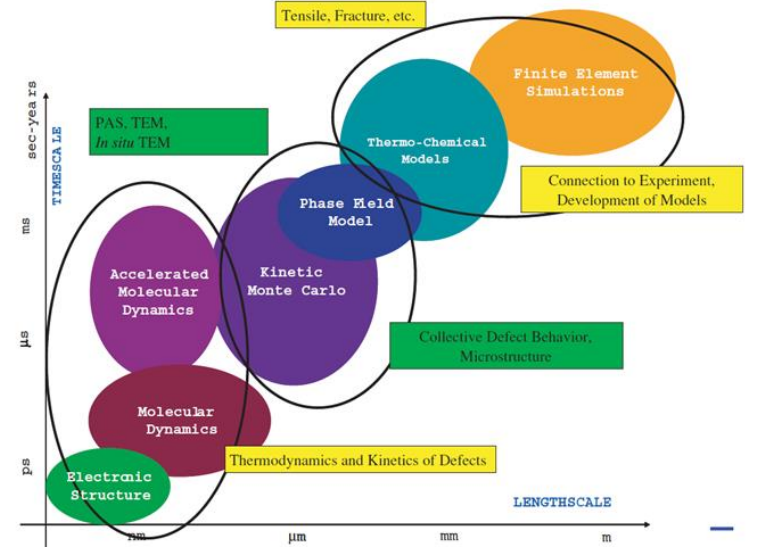 Tensile, Fracture, etc.
Finite Element
Simulations
sec-years
TIMESCALE
PAS, TEM,
In situ TEM
Thermo-Chemical
Models
Connection to Experiment,
Development of Models
Phase Field
Model
ms
Accelerated
Molecular
Dynamics
Kinetic
Monte Carlo
µs
Collective Defect Behavior,
Microstructure
Molecular
Dynamics
Thermodynamics and Kinetics of Defects
ps
Electronic
Structure
LENGTHSCALE
nm
µm
mm
m